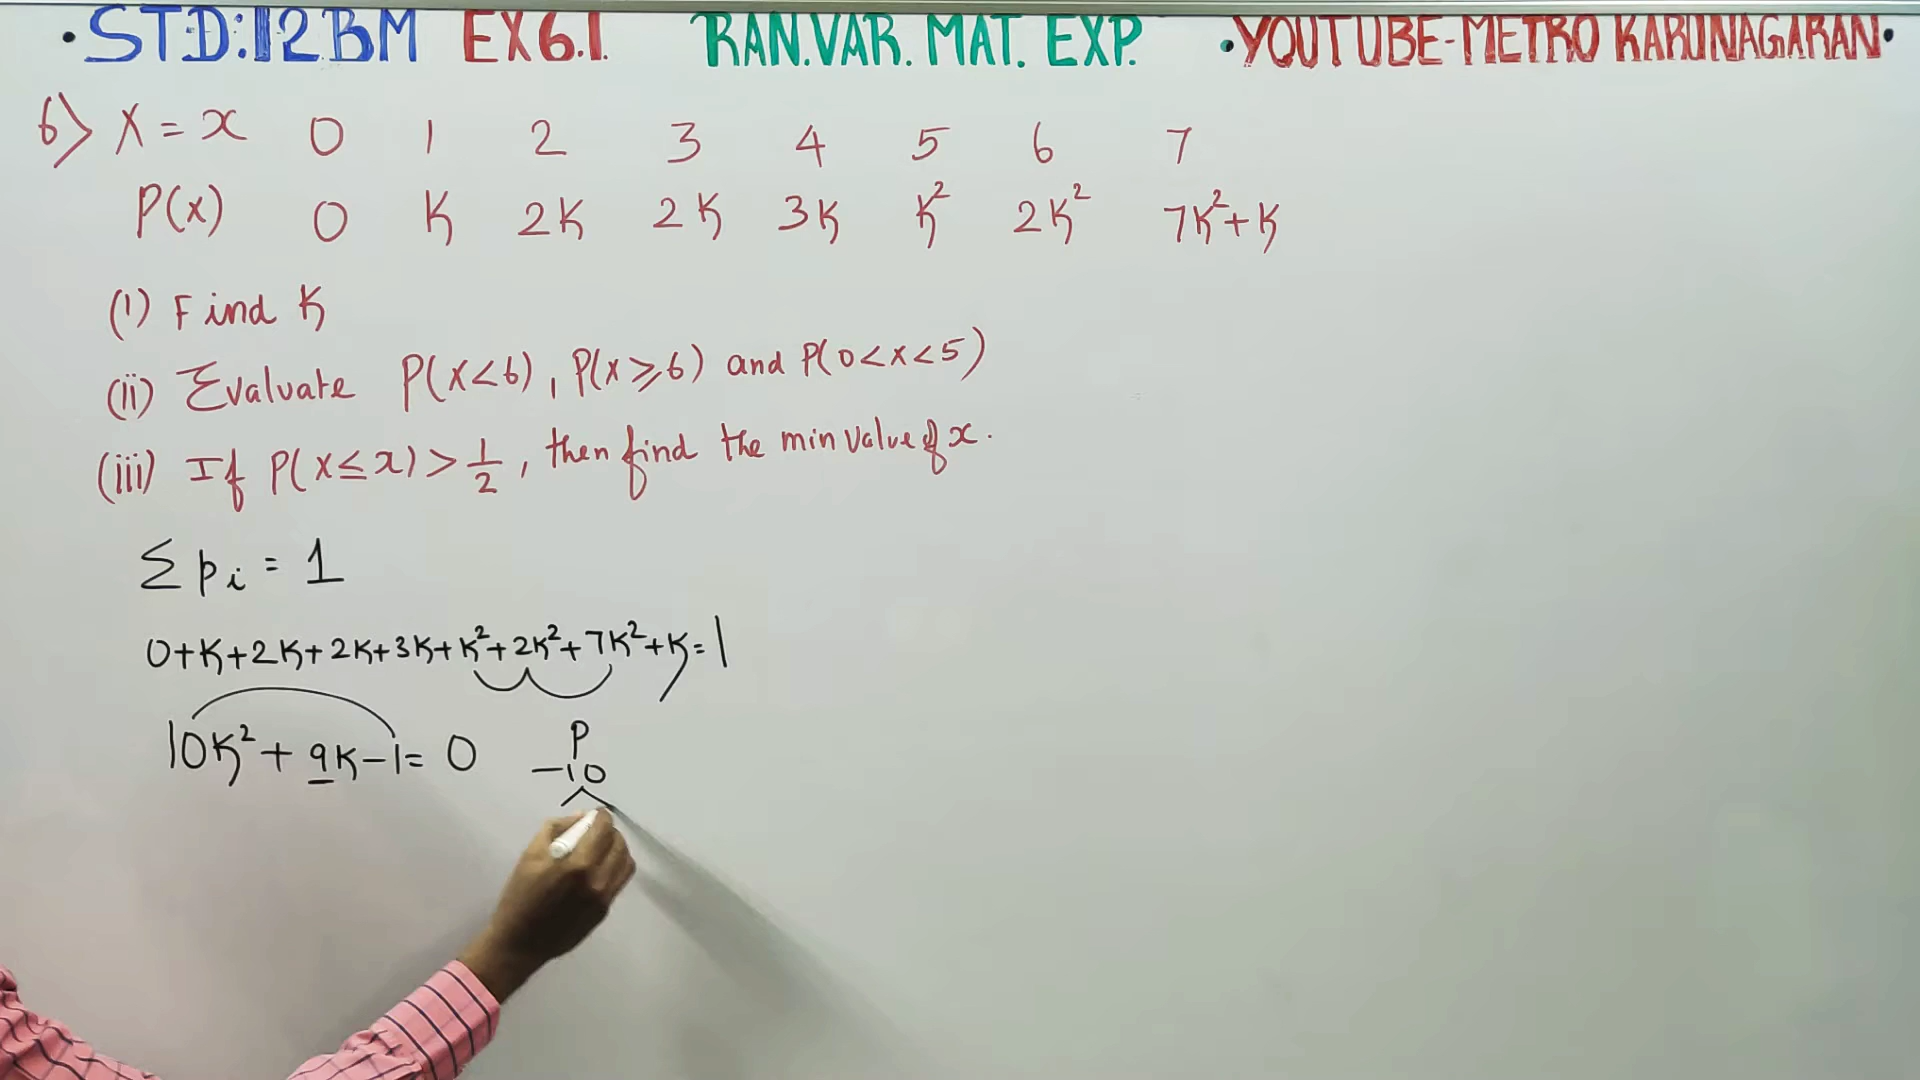 •STD:12BM EX6.1. RAN.VAR. MAT. EXP. •YOUTUBE-METRO KARUNAGARAN•
6) X = x 0 1 2 3 4 5 6 7
P(x) 0 K 2K 2K 3K K² 2K² 7K²+K
(i) Find K
(ii) Evaluate P(X<6), P(X≥6) and P(0<X<5)
(iii) If P(X≤x) > 1/2, then find the min value of x.
Σpi = 1
0+K+2K+2K+3K+K²+2K²+7K²+K=1
10K²+9K-1=0
P
-10